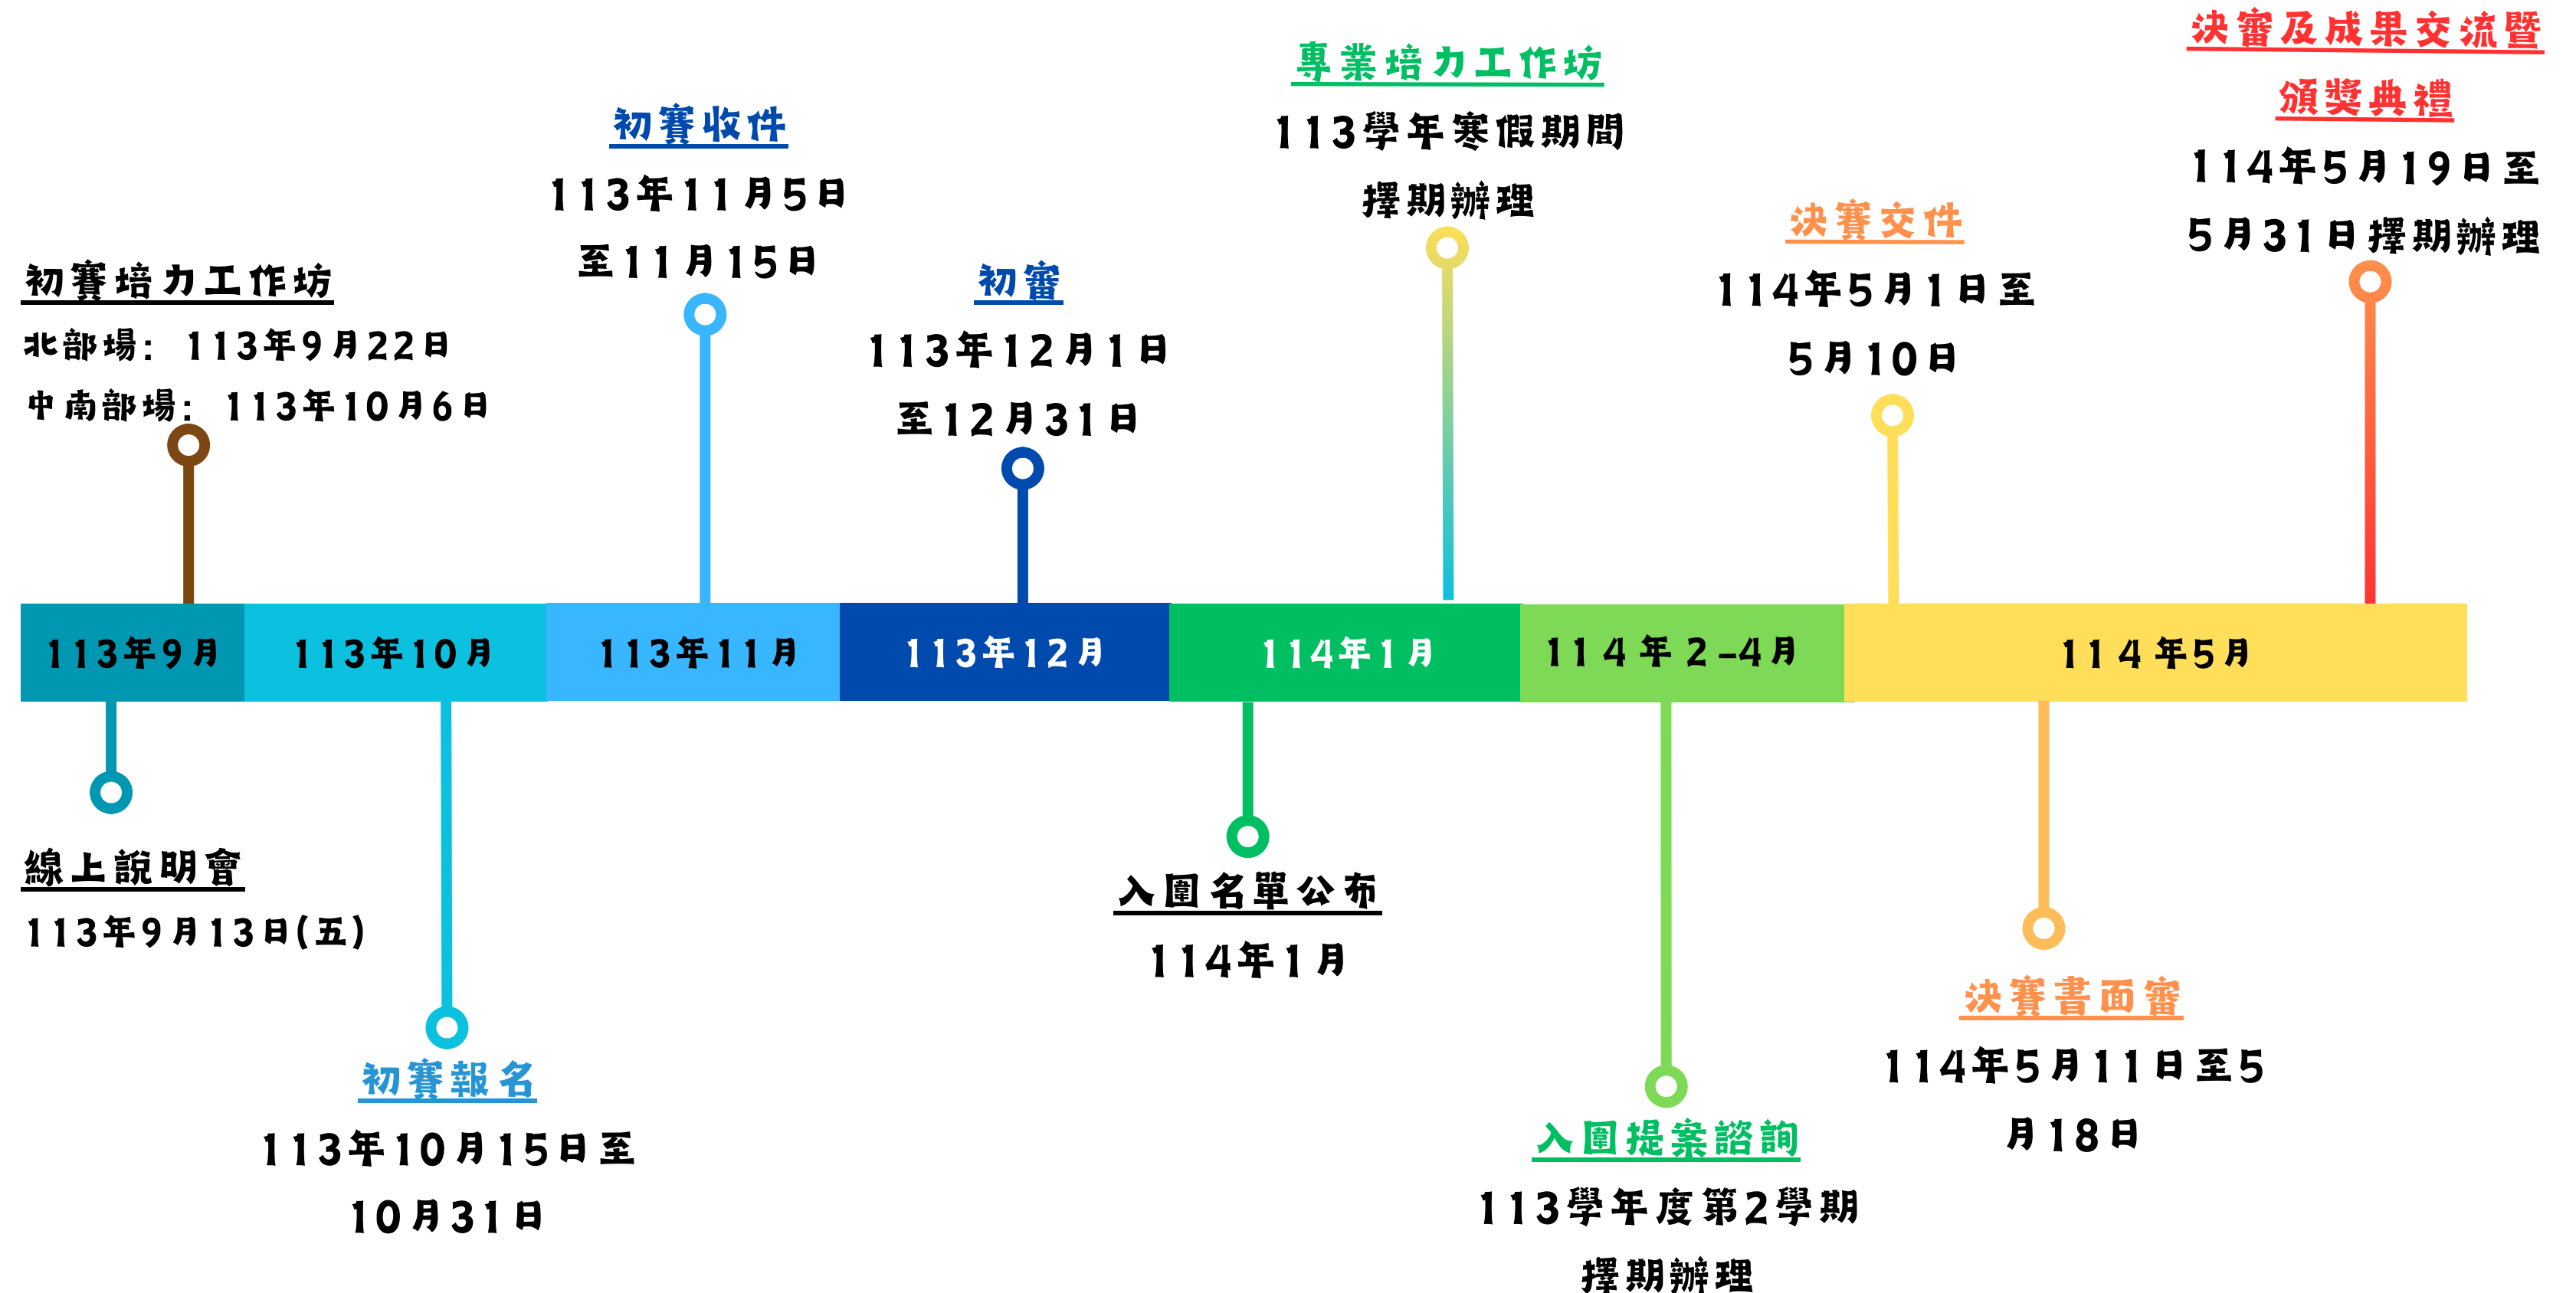 決審及成果交流暨
頒獎典禮
114年5月19日至
5月31日擇期辦理
專業培力工作坊
113學年寒假期間
擇期辦理
初賽收件
113年11月5日
至11月15日
決賽交件
114年5月1日至
5月10日
初賽培力工作坊
北部場: 113年9月22日
中南部場: 113年10月6日
初審
113年12月1日
至12月31日
113年9月
113年10月
113年11月
113年12月
114年1月
114 年 2-4月
114 年5月
線上說明會
113年9月13日(五)
入圍名單公布
114年1月
決賽書面審
114年5月11日至5
月18日
初賽報名
113年10月15日至
10月31日
入圍提案諮詢
113學年度第2學期
擇期辦理